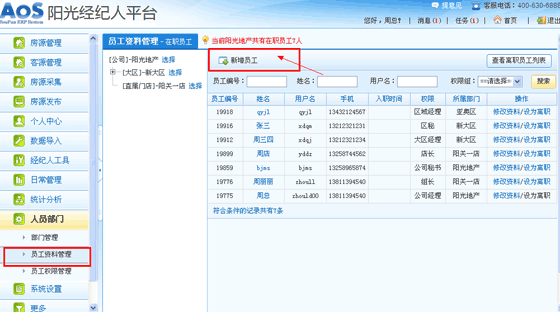 AOS 阳光经纪人平台
提意见 客服电话：400-630-6888
您好，周总！ 消息(1) 任务(1) 首页 退出
房源管理
客源管理
房源采集
房源发布
个人中心
数据导入
经纪人工具
日常管理
统计分析
人员部门
部门管理
员工资料管理
员工权限管理
系统设置
更多
员工资料管理 - 在职员工
[公司]-阳光地产 选择
[大区]-新大区 选择
[直属门店]-阳关一店 选择
当前阳光地产共有在职员工7人
新增员工 查看离职员工列表
员工编号： 姓名： 用户名： 权限组： ==请选择== 搜索
员工编号 姓名 用户名 手机 入职时间 权限 所属部门 操作
19918 qyjl qyjl 13432124567 区域经理 亚奥区 修改资料/设为离职
19916 张三 xdqe 13212321231 区秘 新大区 修改资料/设为离职
19912 周三四 xdqj 13212321234 大区经理 新大区 修改资料/设为离职
19899 周店 yddz 13258744562 店长 阳关一店 修改资料/设为离职
19859 bjms bjms 13258965874 公司秘书 阳光地产 修改资料/设为离职
19776 周丽丽 zhoull 13811394540 组长 阳关一店 修改资料/设为离职
19775 周总 zhould00 13811394540 公司经理 阳光地产 修改资料/设为离职
符合条件的记录共有7条